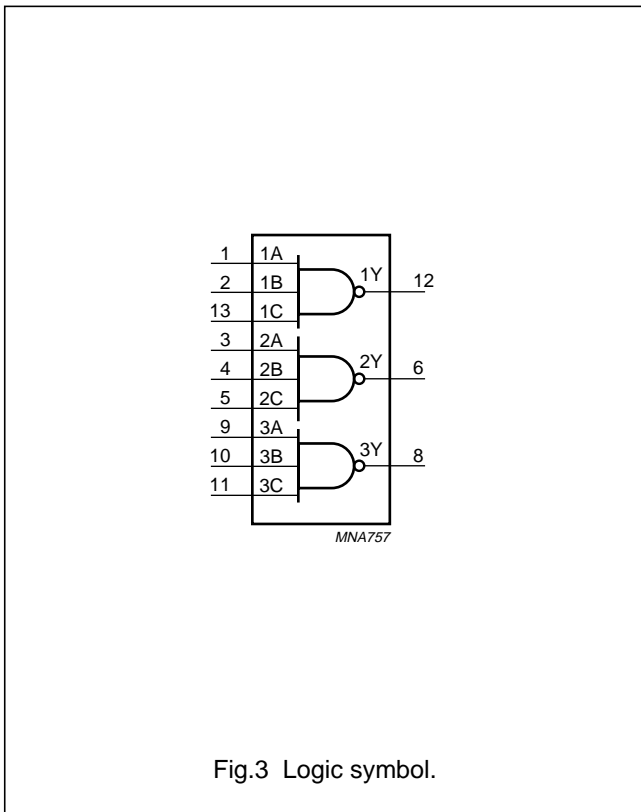 1 1A
2 1B 1Y 12
13 1C
3 2A
4 2B 2Y 6
5 2C
9 3A
10 3B 3Y 8
11 3C
MNA757
Fig.3 Logic symbol.